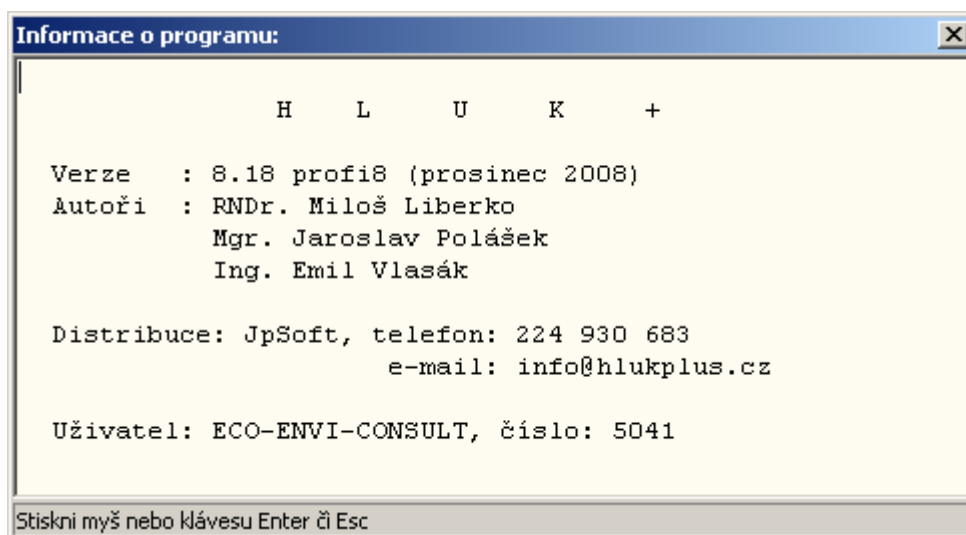 Informace o programu:
H L U K +
Verze : 8.18 profi8 (prosinec 2008)
Autoři : RNDr. Miloš Liberko
Mgr. Jaroslav Polášek
Ing. Emil Vlasák
Distribuce: JpSoft, telefon: 224 930 683
e-mail: info@hlukplus.cz
Uživatel: ECO-ENVI-CONSULT, číslo: 5041
Stiskni myš nebo klávesu Enter či Esc